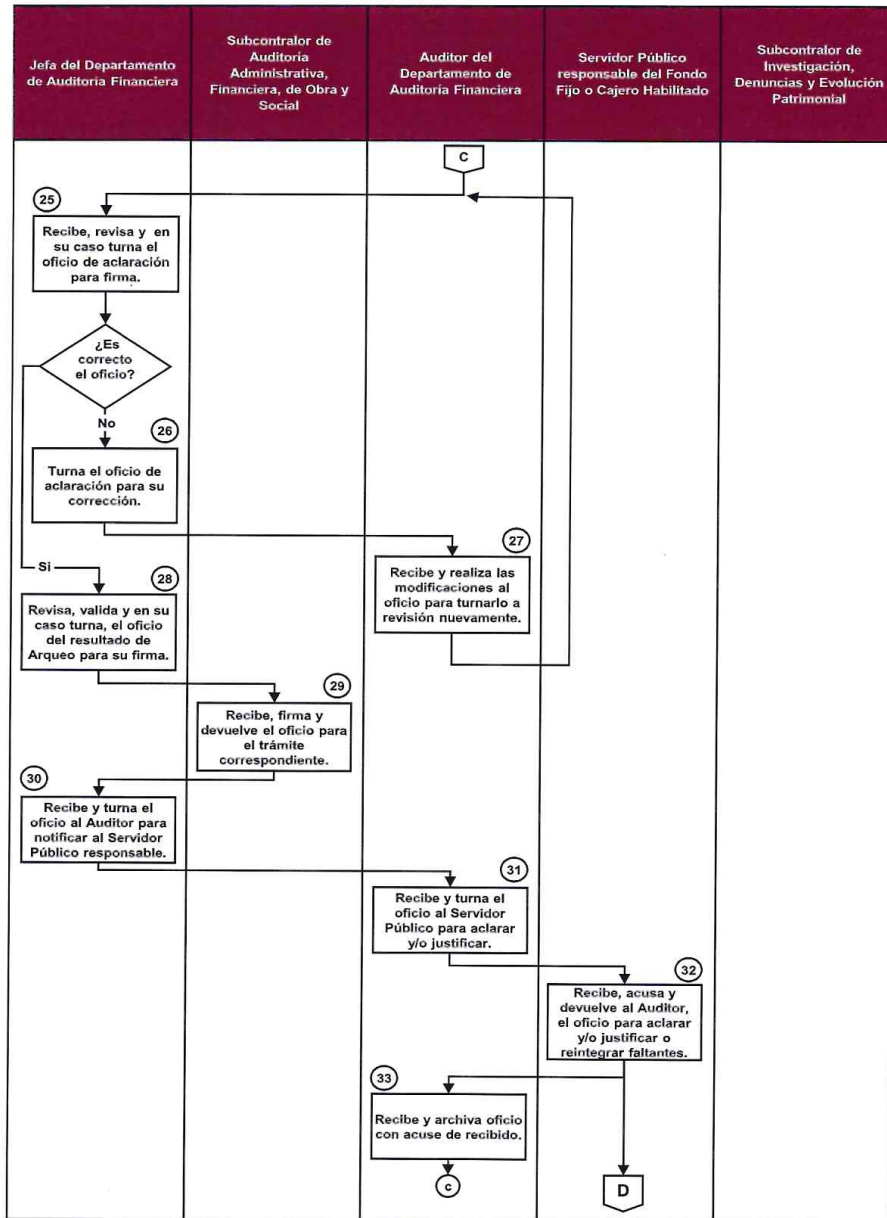 Jefa del Departamento
de Auditoría Financiera
Subcontralor de
Auditoría
Administrativa,
Financiera, de Obra y
Social
Auditor del
Departamento de
Auditoría Financiera
Servidor Público
responsable del Fondo
Fijo o Cajero Habilitado
Subcontralor de
Investigación,
Denuncias y Evolución
Patrimonial
C
25
Recibe, revisa y en
su caso turna el
oficio de aclaración
para firma.
¿Es
correcto
el oficio?
No
26
Turna el oficio de
aclaración para su
corrección.
27
Recibe y realiza las
modificaciones al
oficio para turnarlo a
revisión nuevamente.
Si
28
Revisa, valida y en su
caso turna, el oficio
del resultado de
Arqueo para su firma.
29
Recibe, firma y
devuelve el oficio para
el trámite
correspondiente.
30
Recibe y turna el
oficio al Auditor para
notificar al Servidor
Público responsable.
31
Recibe y turna el
oficio al Servidor
Público para aclarar
y/o justificar.
32
Recibe, acusa y
devuelve al Auditor,
el oficio para aclarar
y/o justificar o
reintegrar faltantes.
33
Recibe y archiva oficio
con acuse de recibido.
c
D